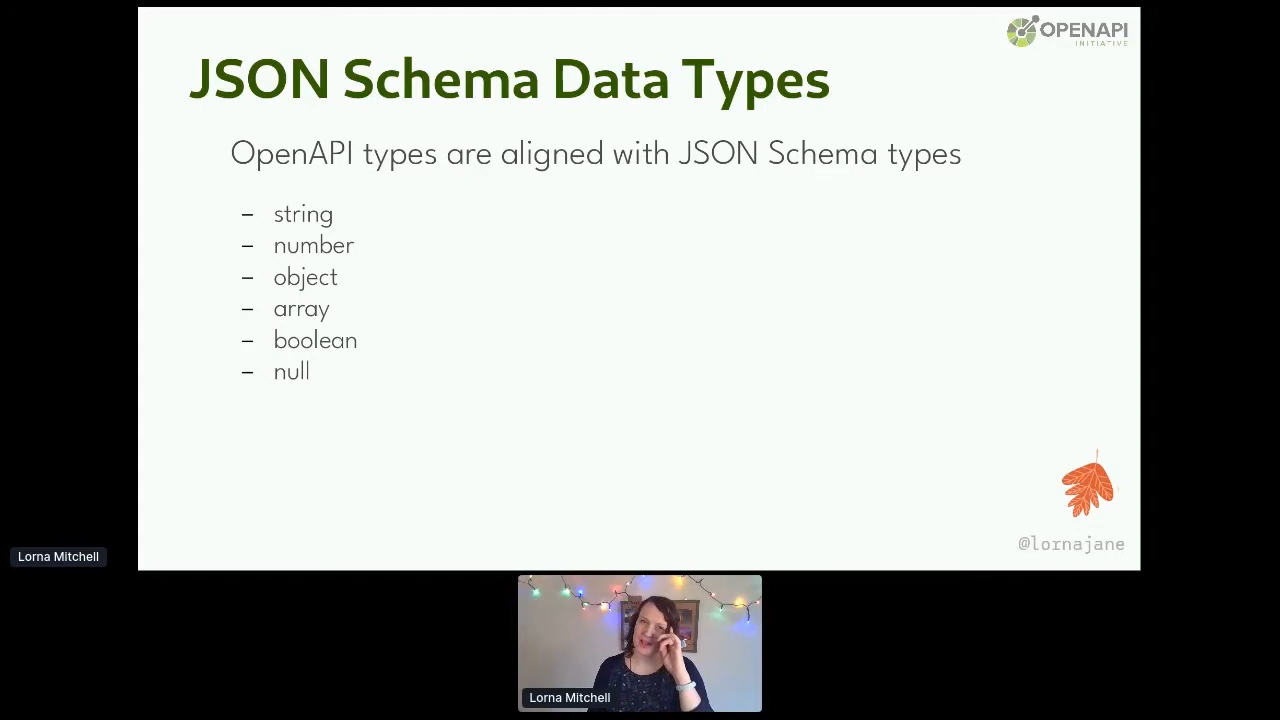 OPENAPI
INITIATIVE
JSON Schema Data Types
OpenAPI types are aligned with JSON Schema types
– string
– number
– object
– array
– boolean
– null
@lornajane
Lorna Mitchell
Lorna Mitchell